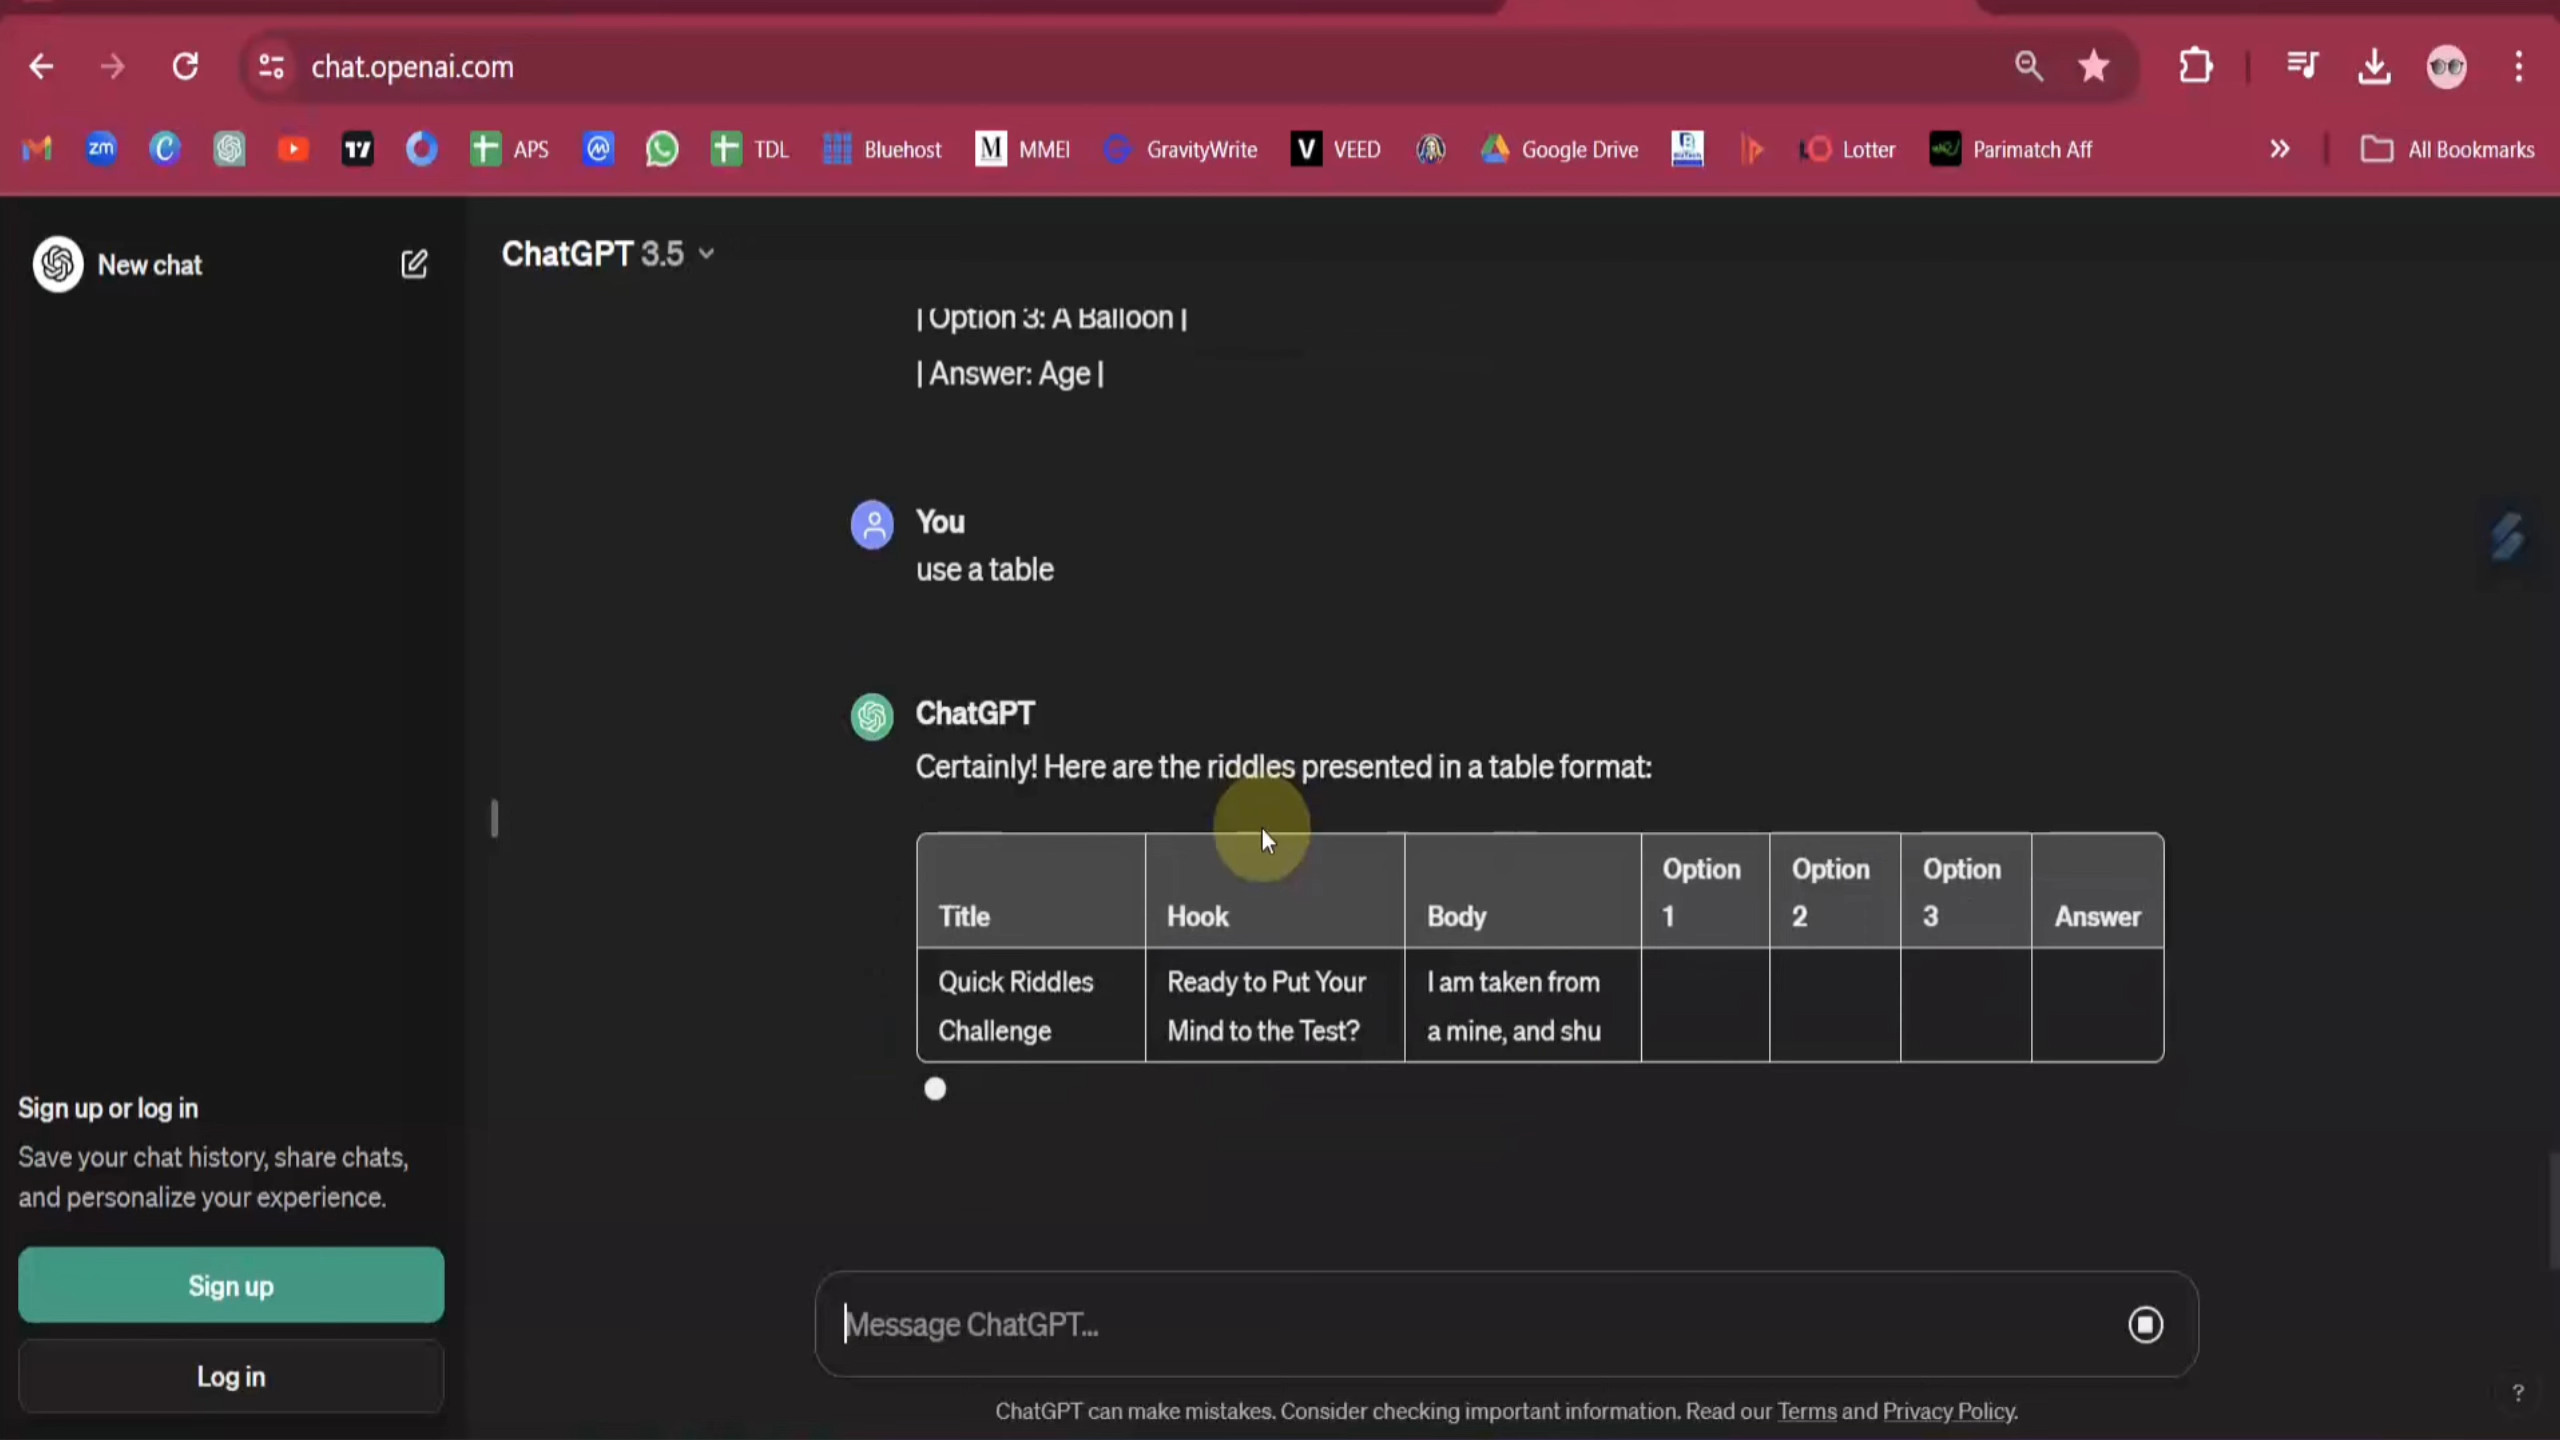 chat.openai.com
zm
APS
TDL
Bluehost
M MMEI
GravityWrite
V VEED
Google Drive
Lotter
Parimatch Aff
All Bookmarks
New chat
ChatGPT 3.5
| Option 3: A Balloon |
| Answer: Age |
You
use a table
ChatGPT
Certainly! Here are the riddles presented in a table format:
Title Hook Body Option 1 Option 2 Option 3 Answer
Quick Riddles Ready to Put Your I am taken from
Challenge Mind to the Test? a mine, and shu
Sign up or log in
Save your chat history, share chats,
and personalize your experience.
Sign up
Log in
Message ChatGPT...
ChatGPT can make mistakes. Consider checking important information. Read our Terms and Privacy Policy.
?